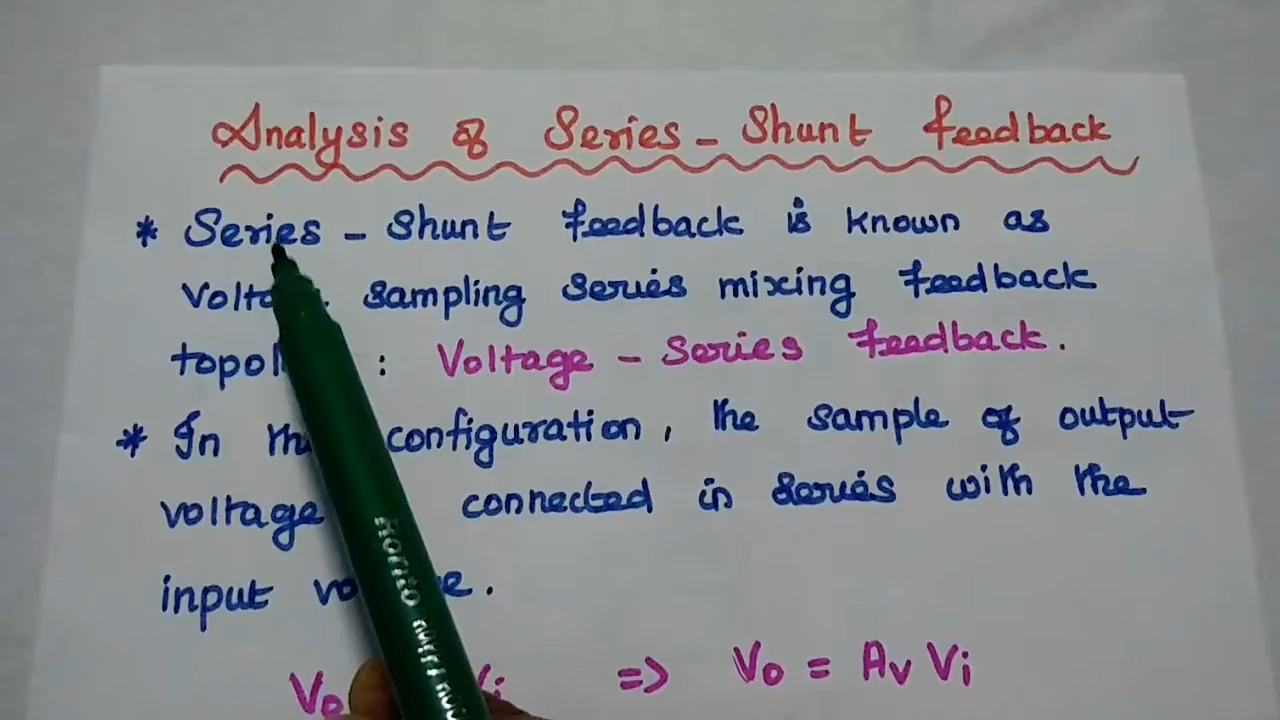 Analysis of Series - Shunt feedback
* Series - Shunt feedback is known as
sampling series mixing feedback
: Voltage - Series feedback.
* In configuration, the sample of output
voltage connected in series with the
input
Vo => Vo = Av Vi